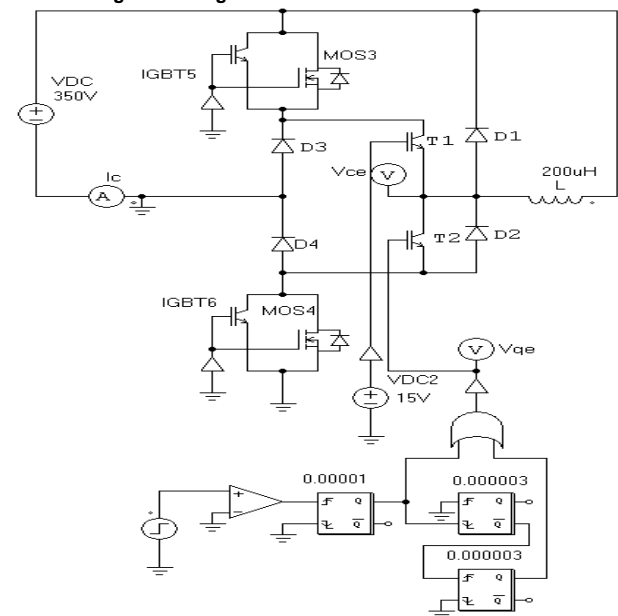 MOS3
IGBT5
VDC
350V
D3
T1
D1
Vce
V
200uH
L
Ic
A
T2
D2
D4
IGBT6
MOS4
V
Vge
VDC2
15V
0.00001
0.000003
Q
Q
Q
Q
0.000003
Q
Q